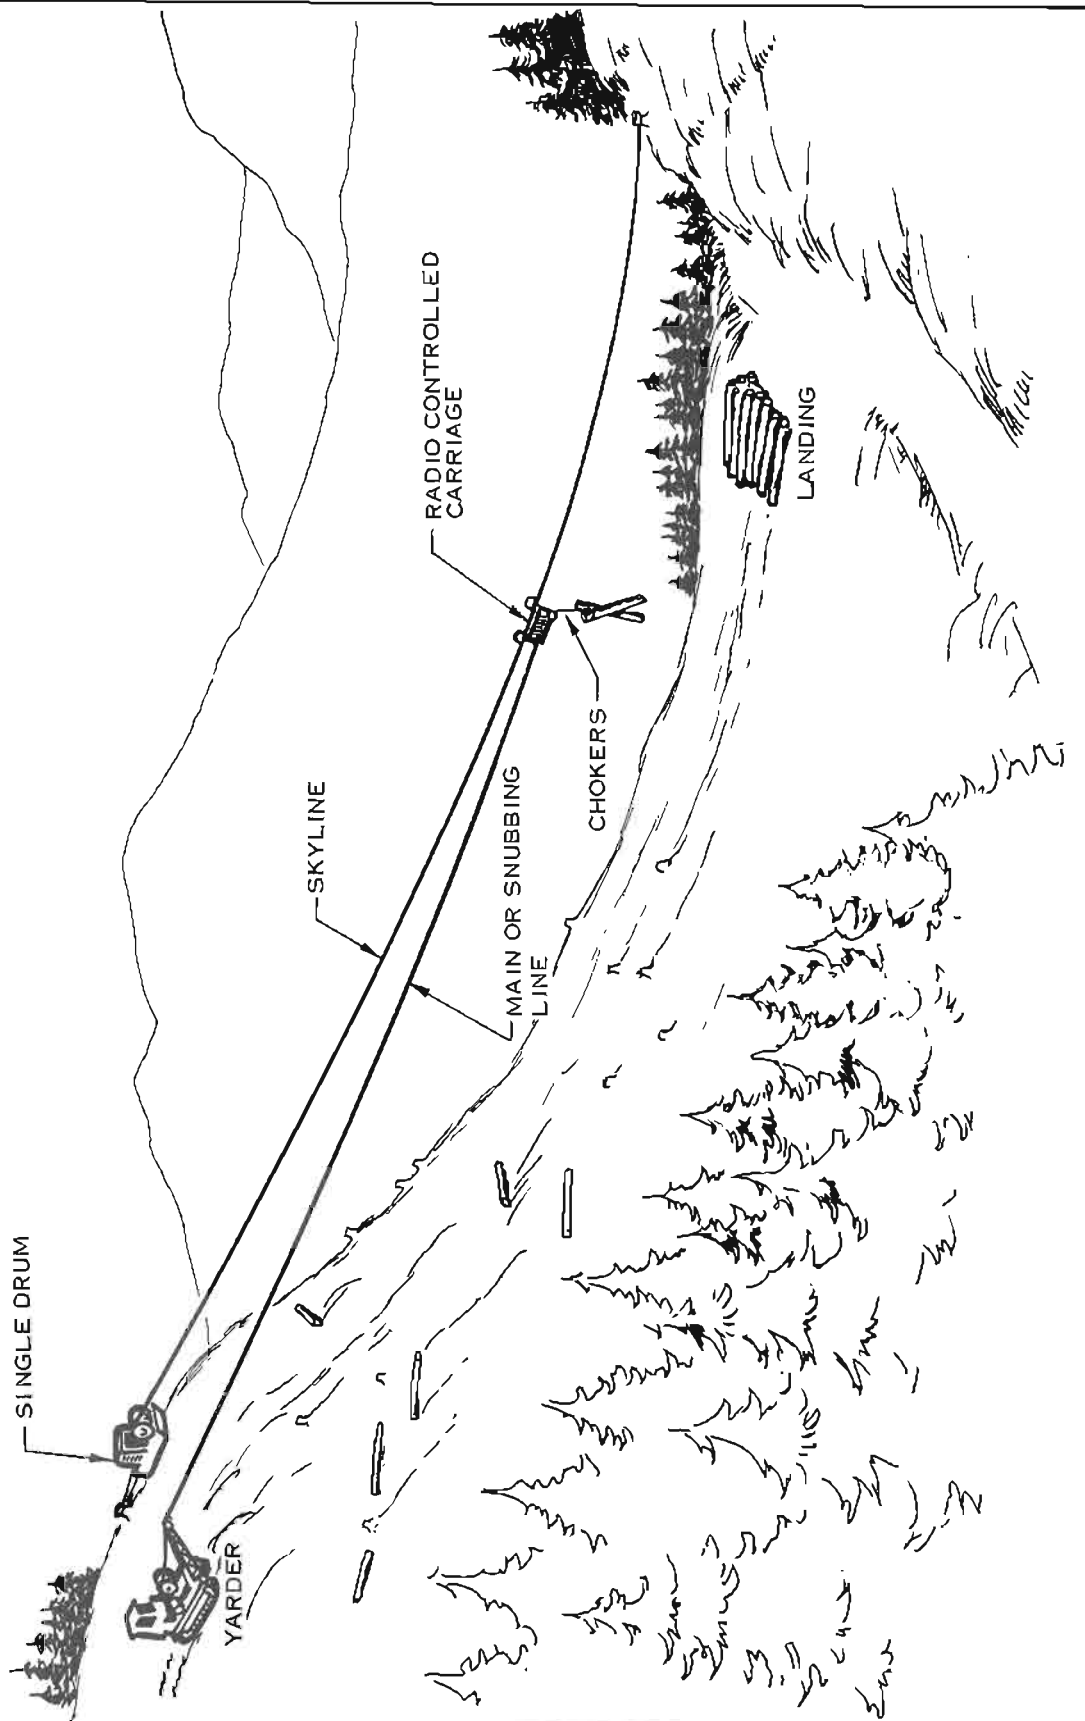 SINGLE DRUM
YARDER
SKYLINE
MAIN OR SNUBBING
LINE
CHOKERS
RADIO CONTROLLED
CARRIAGE
LANDING